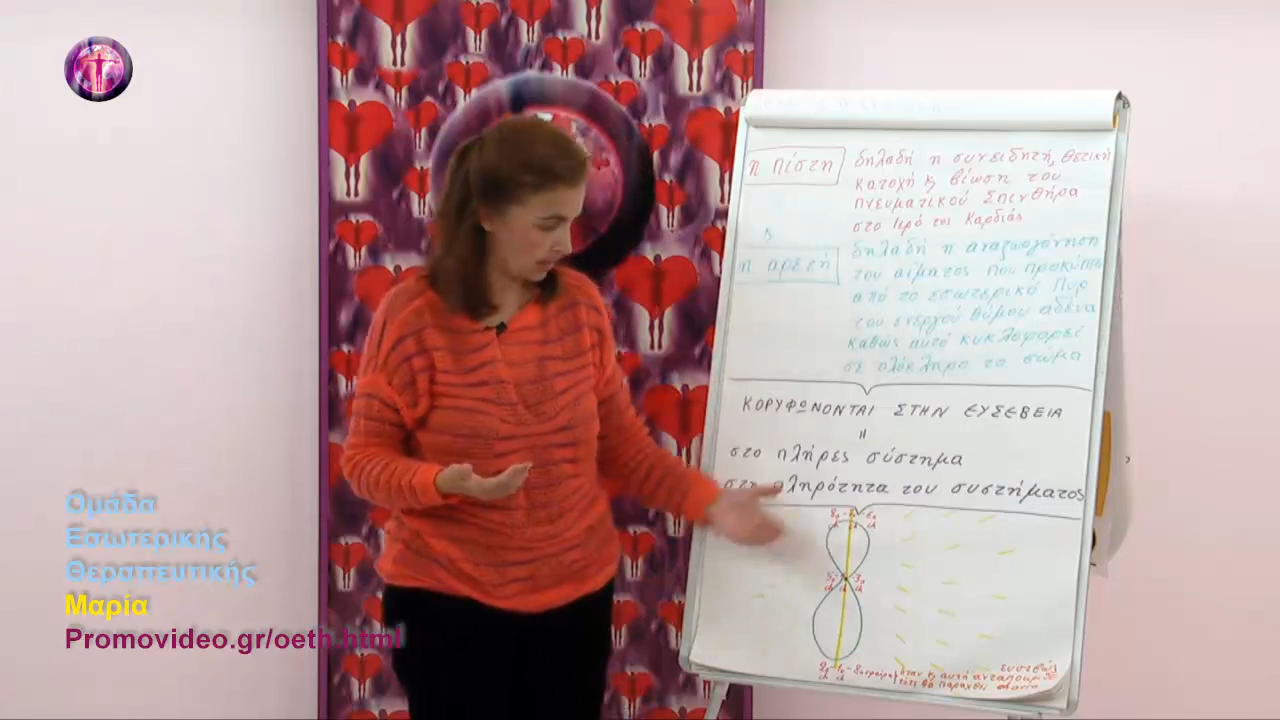 η πίστη
δηλαδή η συνειδητή, θετική
κατοχή κ βίωση του
πνευματικού Σπινθήρα
στο Ιερό της Καρδιάς
κ
η αρετή
δηλαδή η αναζωογόνηση
του αίματος που προκύπτει
από το εσωτερικό Πυρ
του ενεργού θύμου αδένα
καθώς αυτό κυκλοφορεί
σε ολόκληρο το σώμα
ΚΟΡΥΦΩΝΟΝΤΑΙ ΣΤΗΝ ΕΥΣΕΒΕΙΑ
=
στο πλήρες σύστημα
στη πληρότητα του συστήματος
Ομάδα
Εσωτερικής
Θεραπευτικής
Μαρία
Promovideo.gr/oeth.html